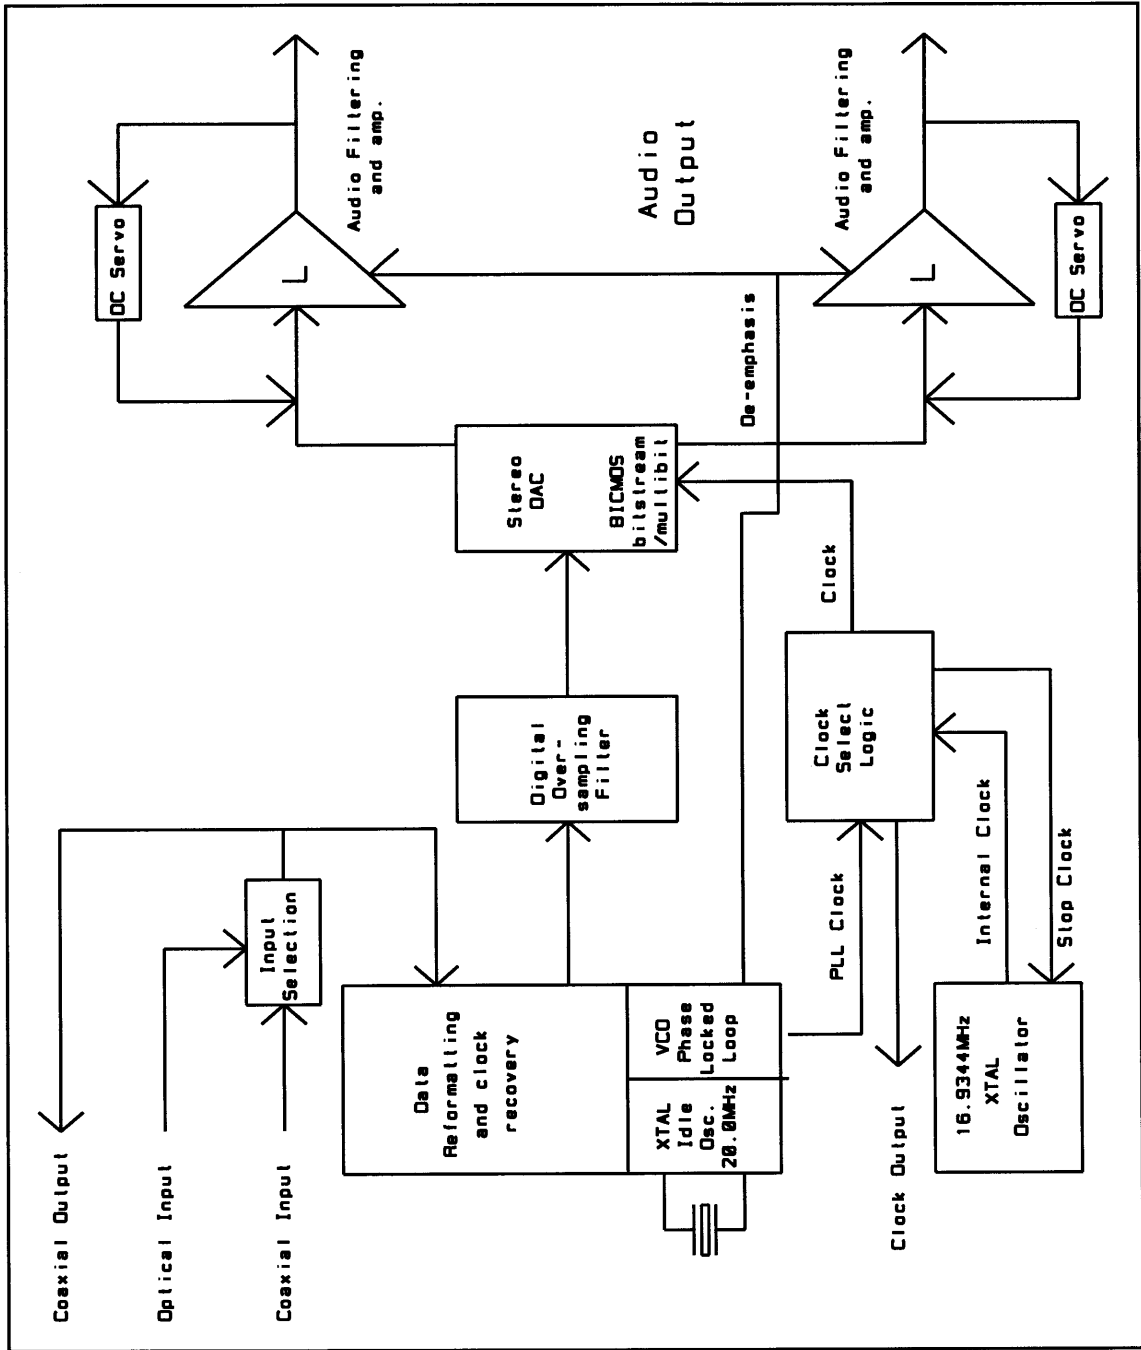 Coaxial Output
Optical Input
Coaxial Input
Input
Selection
DC Servo
L
Audio Filtering
and amp.
Data
Reformatting
and clock
recovery
Digital
Over-
sampling
Filter
Stereo
DAC
BICMOS
bitstream
/multibit
Audio
Output
XTAL
Idle
Osc.
20.0MHz
VCO
Phase
Locked
Loop
De-emphasis
PLL Clock
Clock
Select
Logic
Clock
Clock Output
Audio Filtering
and amp.
L
16.9344MHz
XTAL
Oscillator
Internal Clock
Stop Clock
DC Servo